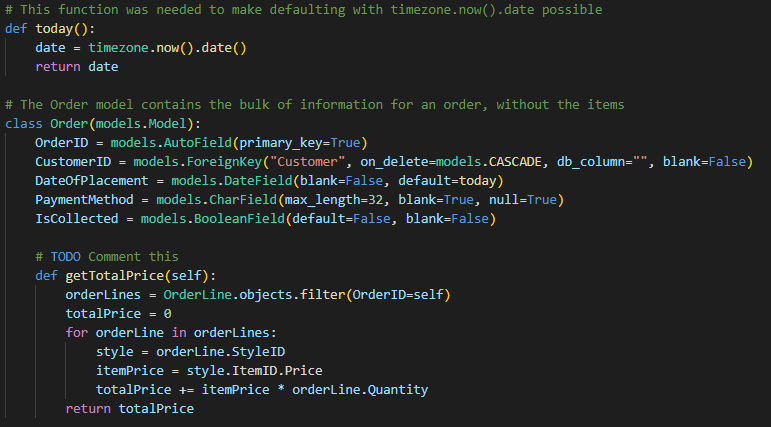 # This function was needed to make defaulting with timezone.now().date possible
def today():
    date = timezone.now().date()
    return date

# The Order model contains the bulk of information for an order, without the items
class Order(models.Model):
    OrderID = models.AutoField(primary_key=True)
    CustomerID = models.ForeignKey("Customer", on_delete=models.CASCADE, db_column="", blank=False)
    DateOfPlacement = models.DateField(blank=False, default=today)
    PaymentMethod = models.CharField(max_length=32, blank=True, null=True)
    IsCollected = models.BooleanField(default=False, blank=False)

    # TODO Comment this
    def getTotalPrice(self):
        orderLines = OrderLine.objects.filter(OrderID=self)
        totalPrice = 0
        for orderLine in orderLines:
            style = orderLine.StyleID
            itemPrice = style.ItemID.Price
            totalPrice += itemPrice * orderLine.Quantity
        return totalPrice